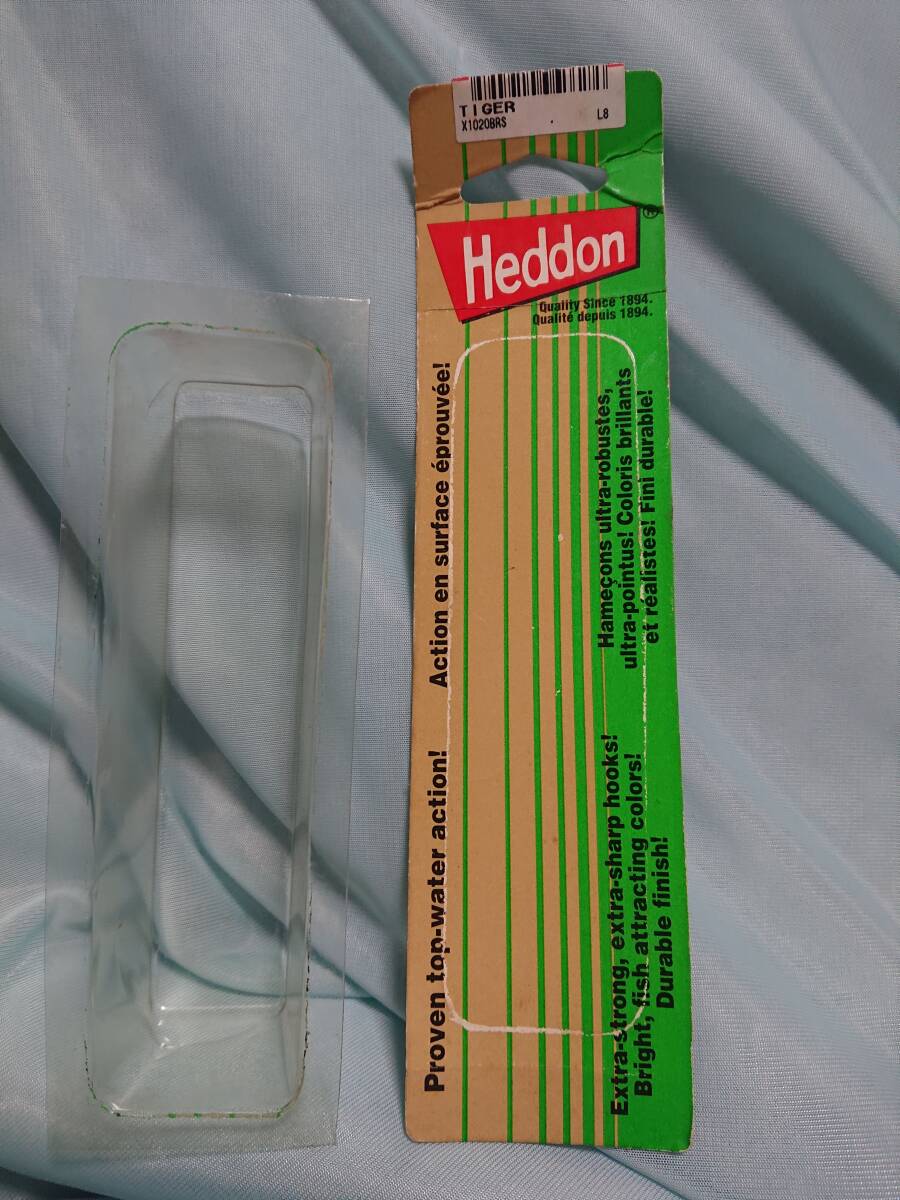 TIGER
X1020BRS L8
Heddon®
Quality Since 1894.
Qualité depuis 1894.
Action en surface éprouvée!
Hameçons ultra-robustes,
ultra-pointus! Coloris brillants
et réalistes! Fini durable!
Proven top-water action!
Extra-strong, extra-sharp hooks!
Bright, fish attracting colors!
Durable finish!